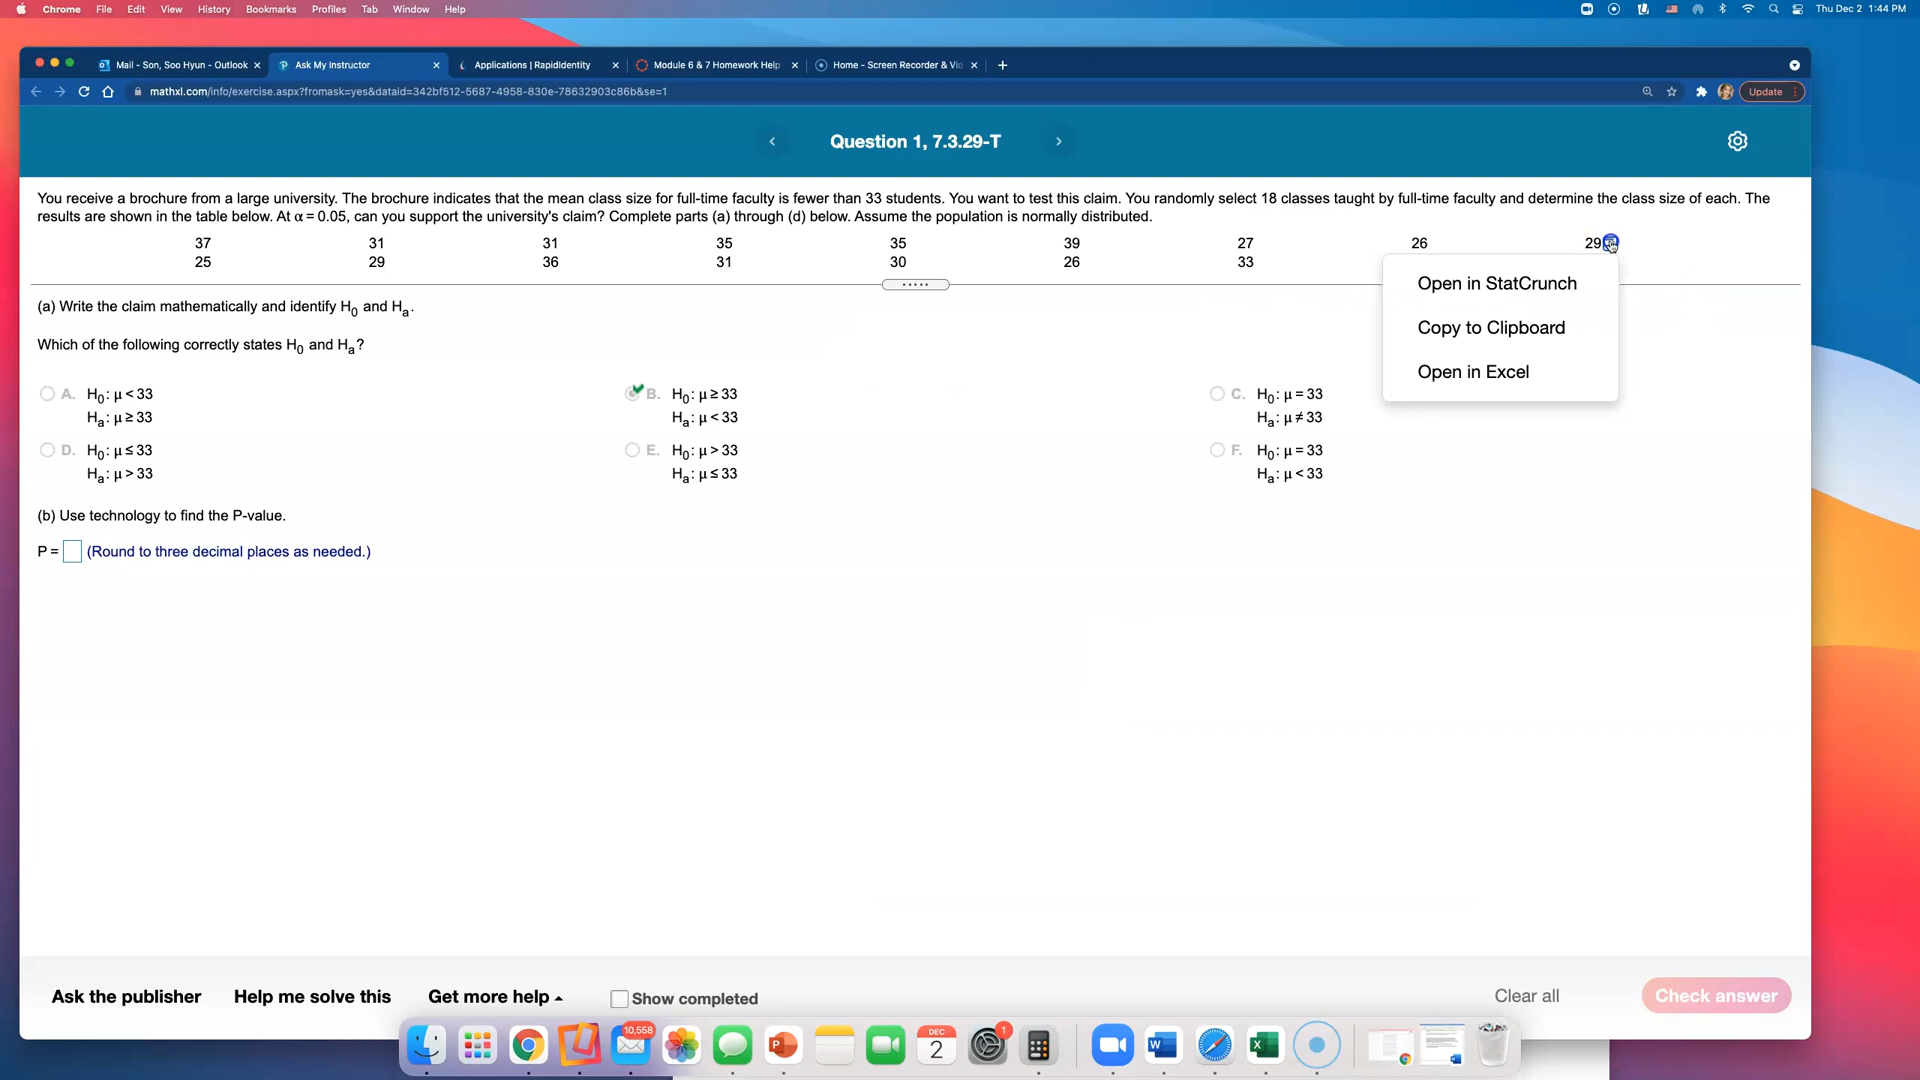 Chrome File Edit View History Bookmarks Profiles Tab Window Help
Thu Dec 2 1:44 PM
Mail - Son, Soo Hyun - Outlook
Ask My Instructor
Applications | RapidIdentity
Module 6 & 7 Homework Help
Home - Screen Recorder & Vid
mathxl.com/info/exercise.aspx?fromask=yes&dataid=342bf512-5687-4958-830e-78632903c86b&se=1
Update
Question 1, 7.3.29-T
You receive a brochure from a large university. The brochure indicates that the mean class size for full-time faculty is fewer than 33 students. You want to test this claim. You randomly select 18 classes taught by full-time faculty and determine the class size of each. The
results are shown in the table below. At α = 0.05, can you support the university's claim? Complete parts (a) through (d) below. Assume the population is normally distributed.
37 31 31 35 35 39 27 26 29
25 29 36 31 30 26 33
Open in StatCrunch
Copy to Clipboard
Open in Excel
(a) Write the claim mathematically and identify H0 and Ha.
Which of the following correctly states H0 and Ha?
A. H0: μ < 33
Ha: μ ≥ 33
B. H0: μ ≥ 33
Ha: μ < 33
C. H0: μ = 33
Ha: μ ≠ 33
D. H0: μ ≤ 33
Ha: μ > 33
E. H0: μ > 33
Ha: μ ≤ 33
F. H0: μ = 33
Ha: μ < 33
(b) Use technology to find the P-value.
P = (Round to three decimal places as needed.)
Ask the publisher
Help me solve this
Get more help
Show completed
Clear all
Check answer
10,558
P
DEC
2
1
W
X